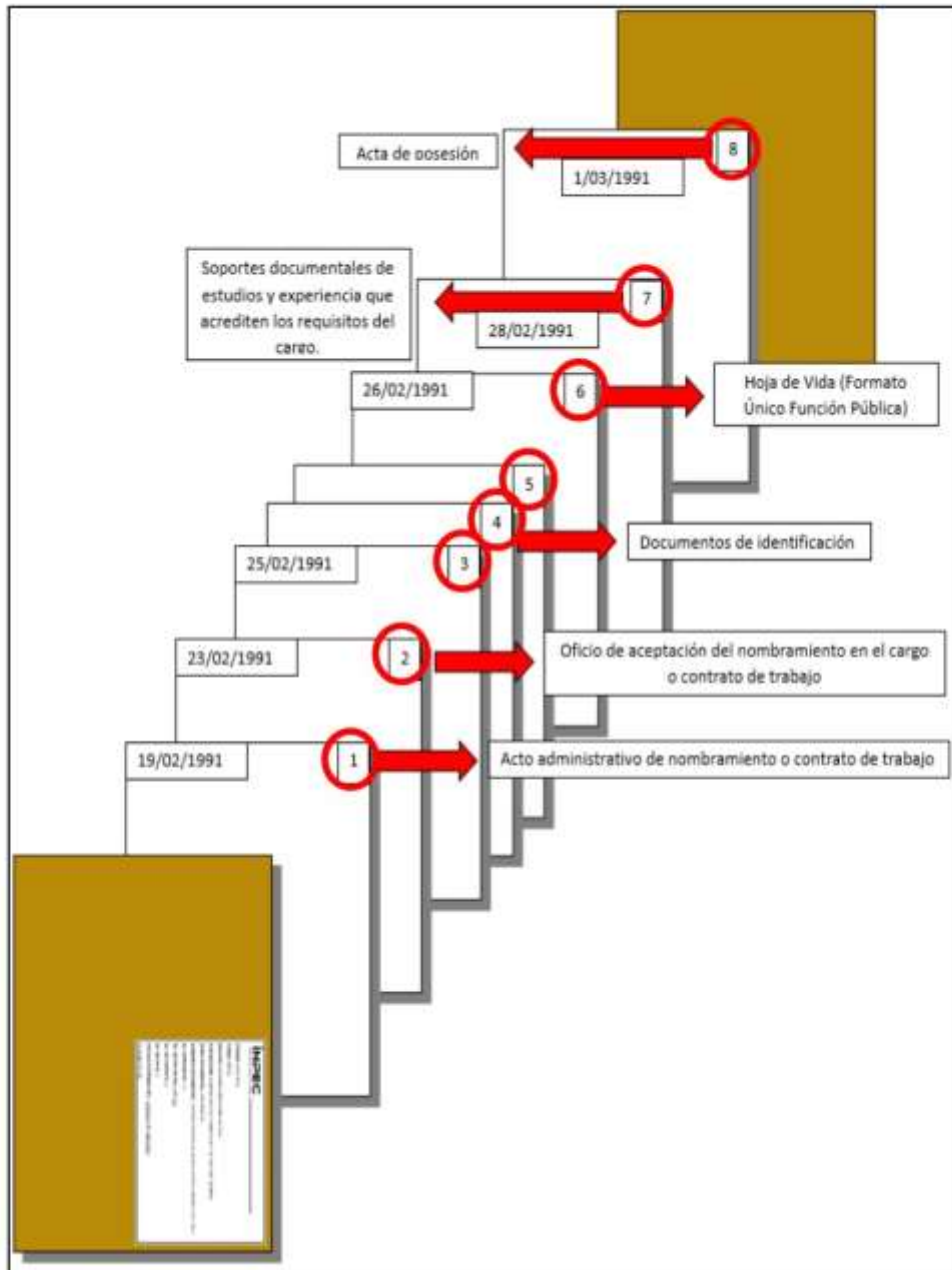 Acta de posesión
8
1/03/1991
Soportes documentales de
estudios y experiencia que
acrediten los requisitos del
cargo.
7
28/02/1991
26/02/1991
6
Hoja de Vida (Formato
Único Función Pública)
5
4
Documentos de identificación
25/02/1991
3
23/02/1991
2
Oficio de aceptación del nombramiento en el cargo
o contrato de trabajo
19/02/1991
1
Acto administrativo de nombramiento o contrato de trabajo
INPEC